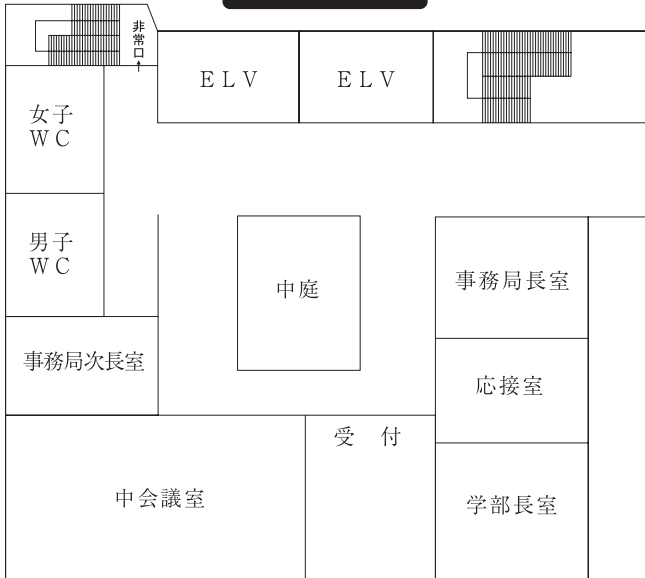 非常口
↑
ＥＬＶ
ＥＬＶ
女子
ＷＣ
男子
ＷＣ
中庭
事務局長室
事務局次長室
応接室
受　付
中会議室
学部長室